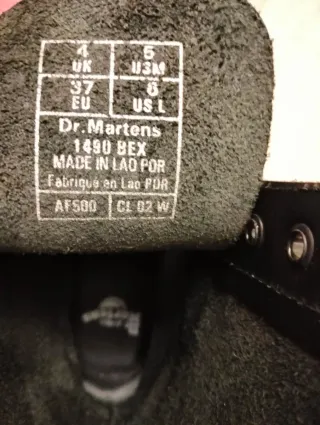 4 UK 5 US M
37 EU 6 US L
Dr.Martens
1490 BEX
MADE IN LAO PDR
Fabriqué en Lao PDR
AF500 CL 02 W